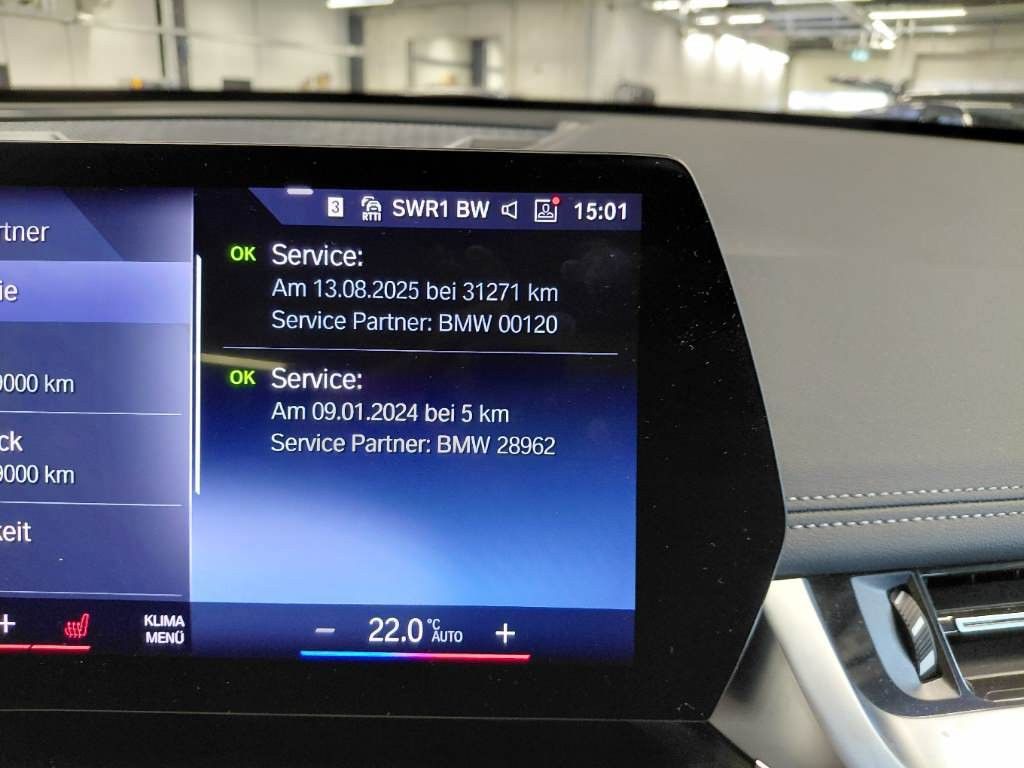 3 RTTI SWR1 BW 15:01
OK Service:
Am 13.08.2025 bei 31271 km
Service Partner: BMW 00120
OK Service:
Am 09.01.2024 bei 5 km
Service Partner: BMW 28962
rtner
ie
9000 km
ck
9000 km
keit
+ KLIMA
MENÜ
− 22.0 °C AUTO +